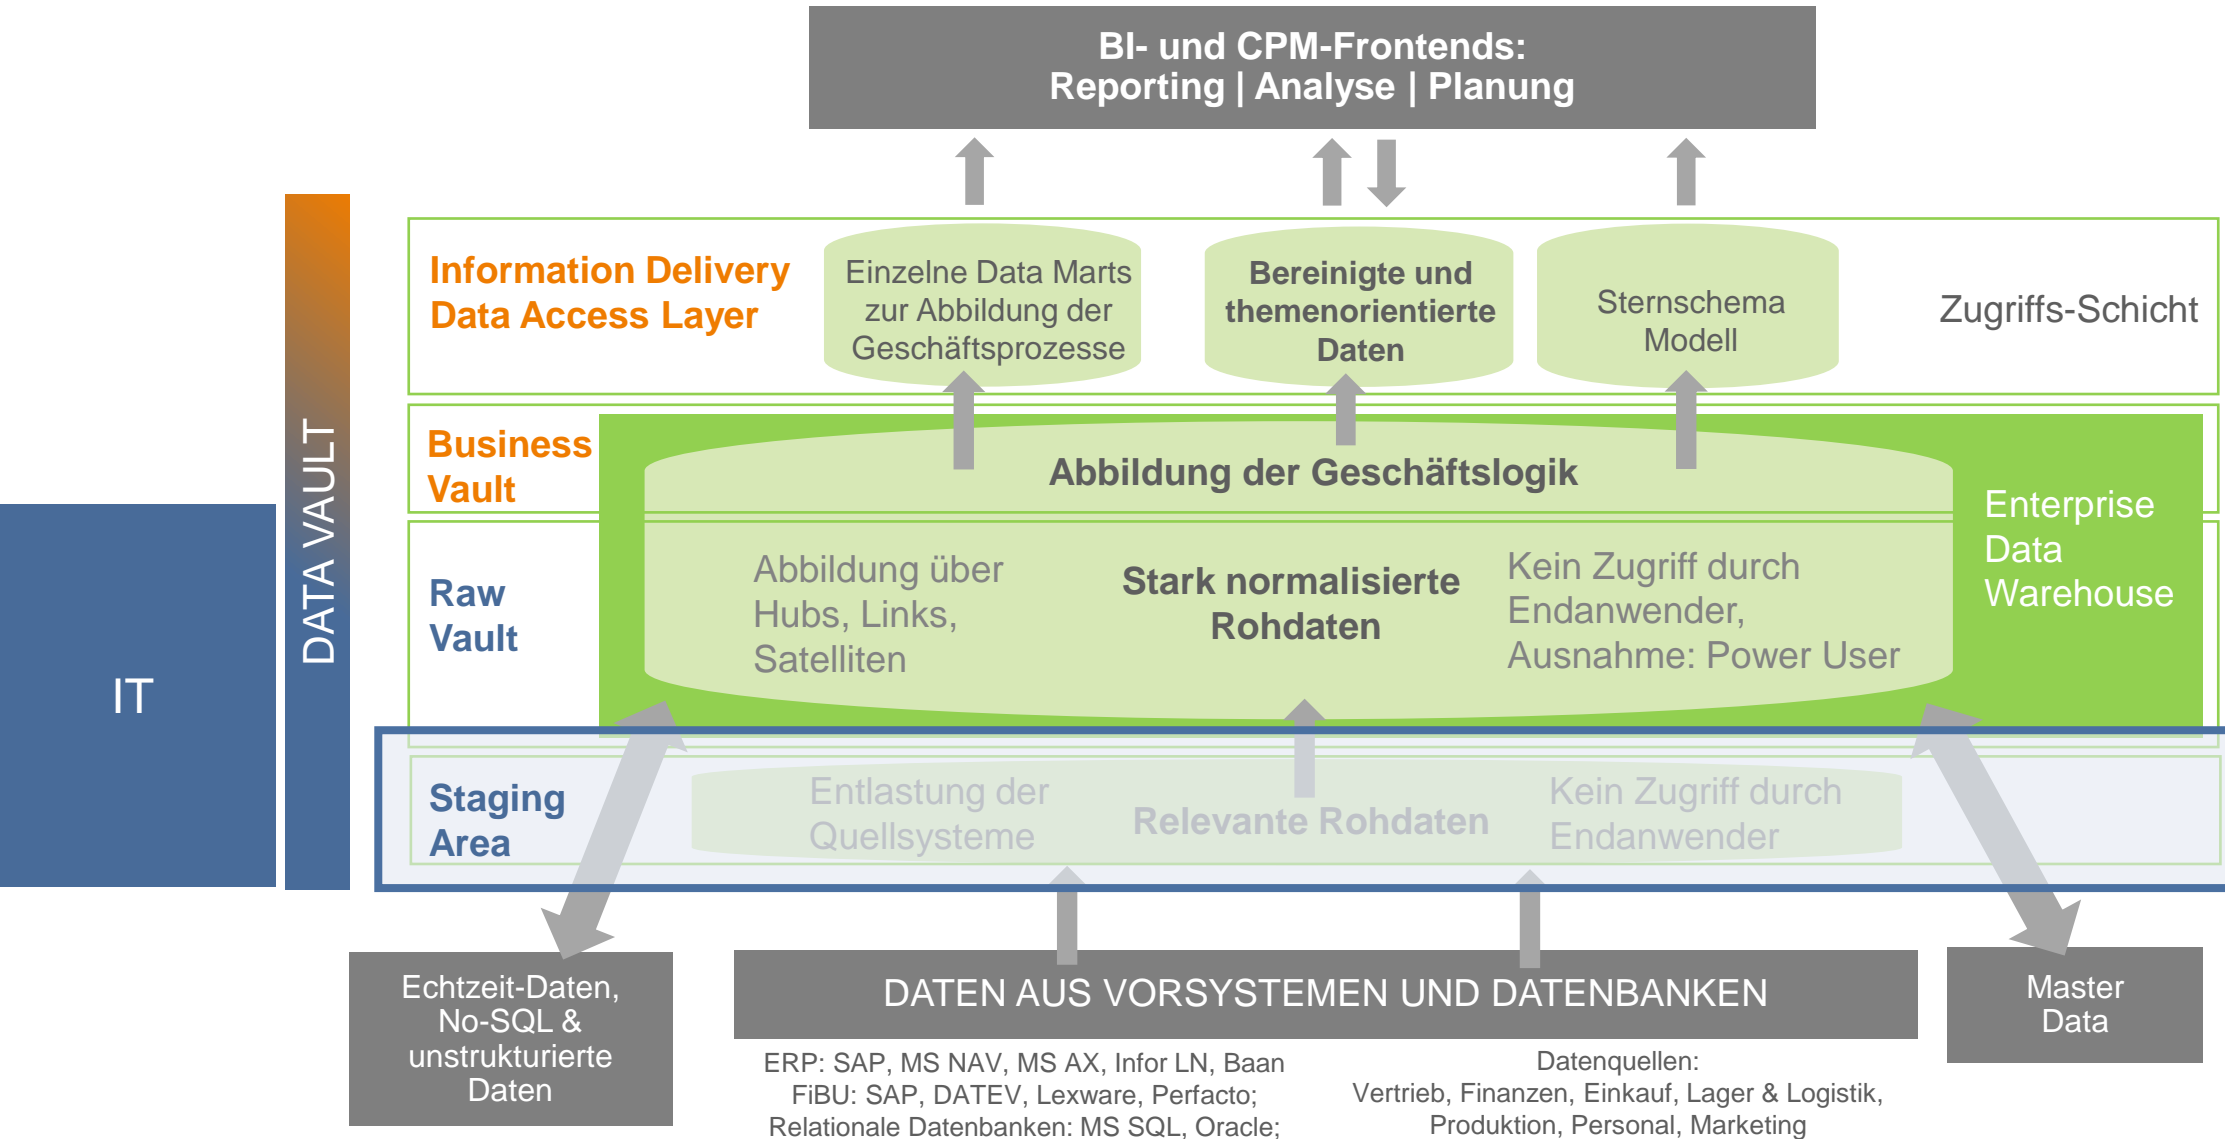 BI- und CPM-Frontends:
Reporting | Analyse | Planung
Information Delivery
Data Access Layer
Einzelne Data Marts
zur Abbildung der
Geschäftsprozesse
Bereinigte und
themenorientierte
Daten
Sternschema
Modell
Zugriffs-Schicht
DATA VAULT
IT
Business
Vault
Abbildung der Geschäftslogik
Enterprise
Data
Warehouse
Raw
Vault
Abbildung über
Hubs, Links,
Satelliten
Stark normalisierte
Rohdaten
Kein Zugriff durch
Endanwender,
Ausnahme: Power User
Staging
Area
Entlastung der
Quellsysteme
Relevante Rohdaten
Kein Zugriff durch
Endanwender
Echtzeit-Daten,
No-SQL &
unstrukturierte
Daten
DATEN AUS VORSYSTEMEN UND DATENBANKEN
Master
Data
ERP: SAP, MS NAV, MS AX, Infor LN, Baan
FiBU: SAP, DATEV, Lexware, Perfacto;
Relationale Datenbanken: MS SQL, Oracle;
Datenquellen:
Vertrieb, Finanzen, Einkauf, Lager & Logistik,
Produktion, Personal, Marketing